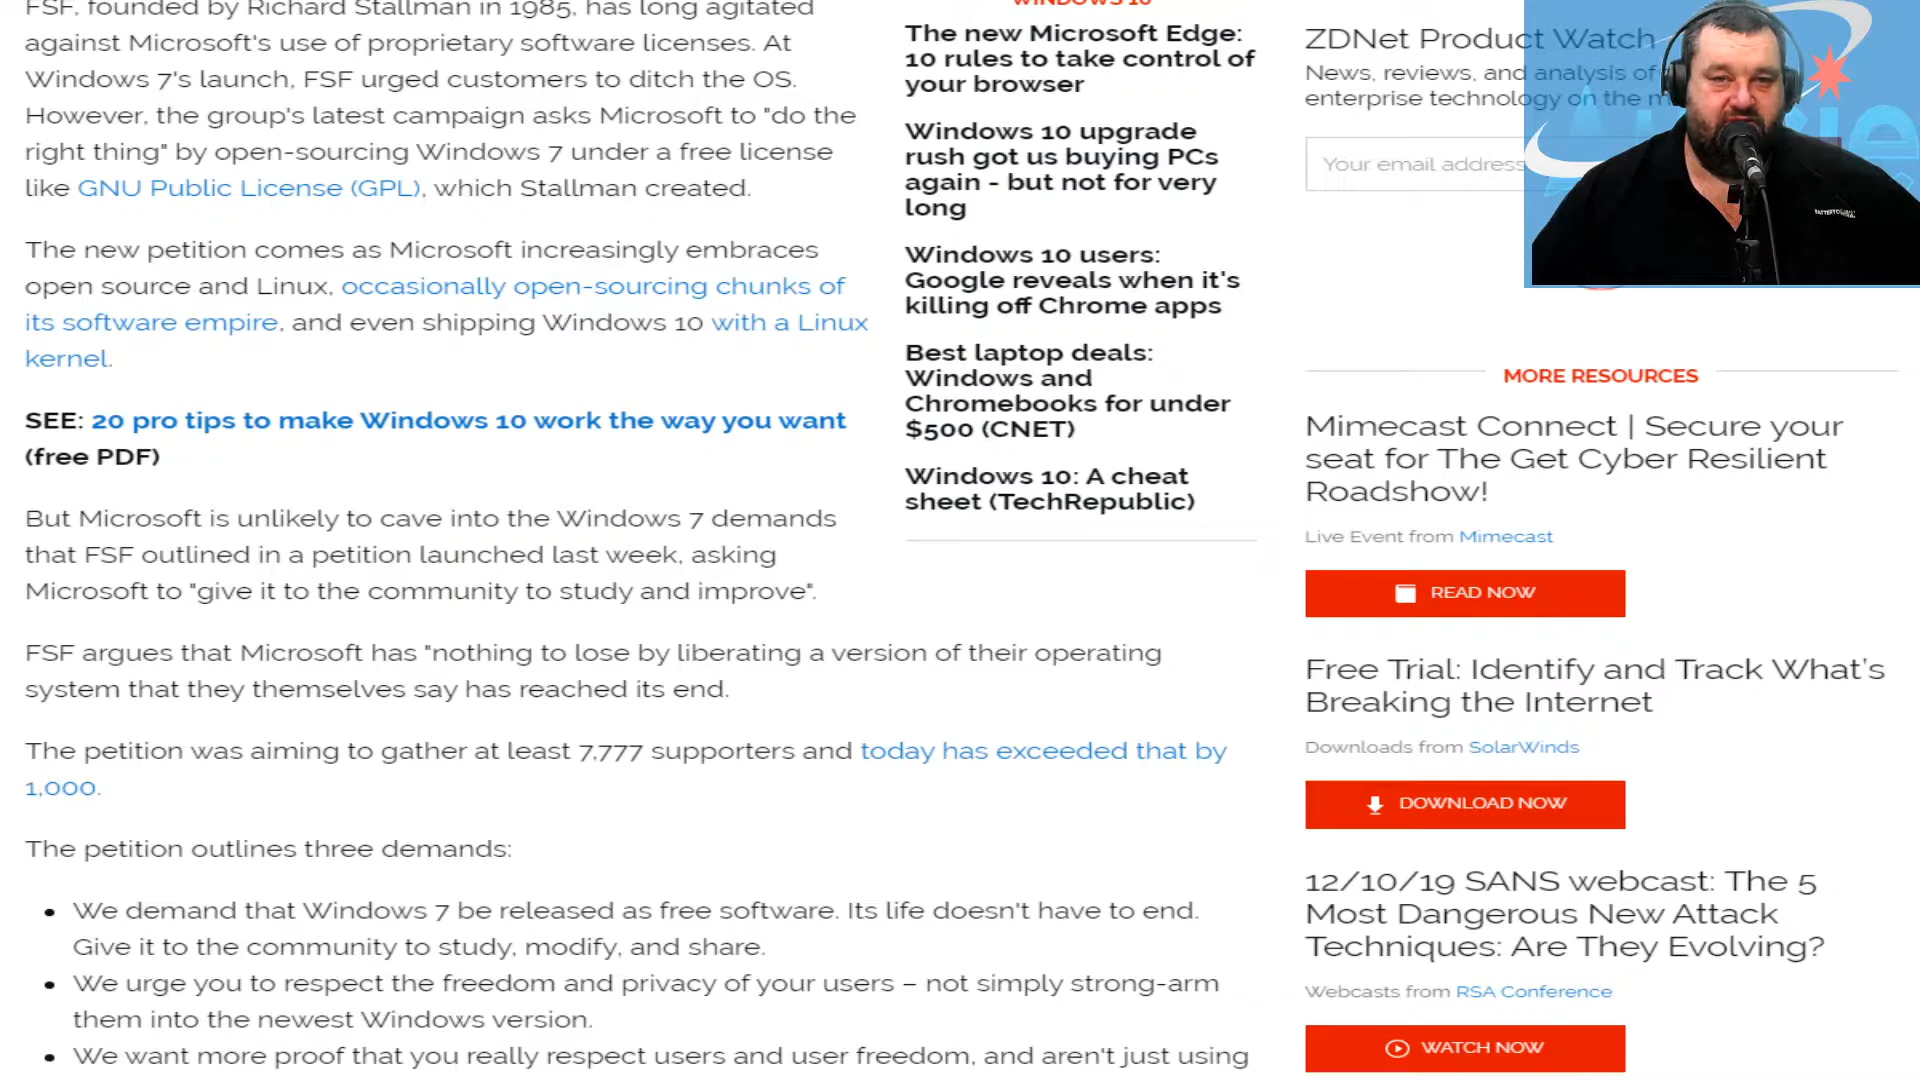 FSF, founded by Richard Stallman in 1985, has long agitated
against Microsoft's use of proprietary software licenses. At
Windows 7's launch, FSF urged customers to ditch the OS.
However, the group's latest campaign asks Microsoft to "do the
right thing" by open-sourcing Windows 7 under a free license
like GNU Public License (GPL), which Stallman created.
The new petition comes as Microsoft increasingly embraces
open source and Linux, occasionally open-sourcing chunks of
its software empire, and even shipping Windows 10 with a Linux
kernel.
SEE: 20 pro tips to make Windows 10 work the way you want
(free PDF)
But Microsoft is unlikely to cave into the Windows 7 demands
that FSF outlined in a petition launched last week, asking
Microsoft to "give it to the community to study and improve".
FSF argues that Microsoft has "nothing to lose by liberating a version of their operating
system that they themselves say has reached its end.
The petition was aiming to gather at least 7,777 supporters and today has exceeded that by
1,000.
The petition outlines three demands:
• We demand that Windows 7 be released as free software. Its life doesn't have to end.
Give it to the community to study, modify, and share.
• We urge you to respect the freedom and privacy of your users – not simply strong-arm
them into the newest Windows version.
• We want more proof that you really respect users and user freedom, and aren't just using
WINDOWS 10
The new Microsoft Edge:
10 rules to take control of
your browser
Windows 10 upgrade
rush got us buying PCs
again - but not for very
long
Windows 10 users:
Google reveals when it's
killing off Chrome apps
Best laptop deals:
Windows and
Chromebooks for under
$500 (CNET)
Windows 10: A cheat
sheet (TechRepublic)
ZDNet Product Watch
News, reviews, and analysis of
enterprise technology on the
Your email address
MORE RESOURCES
Mimecast Connect | Secure your
seat for The Get Cyber Resilient
Roadshow!
Live Event from Mimecast
READ NOW
Free Trial: Identify and Track What's
Breaking the Internet
Downloads from SolarWinds
DOWNLOAD NOW
12/10/19 SANS webcast: The 5
Most Dangerous New Attack
Techniques: Are They Evolving?
Webcasts from RSA Conference
WATCH NOW